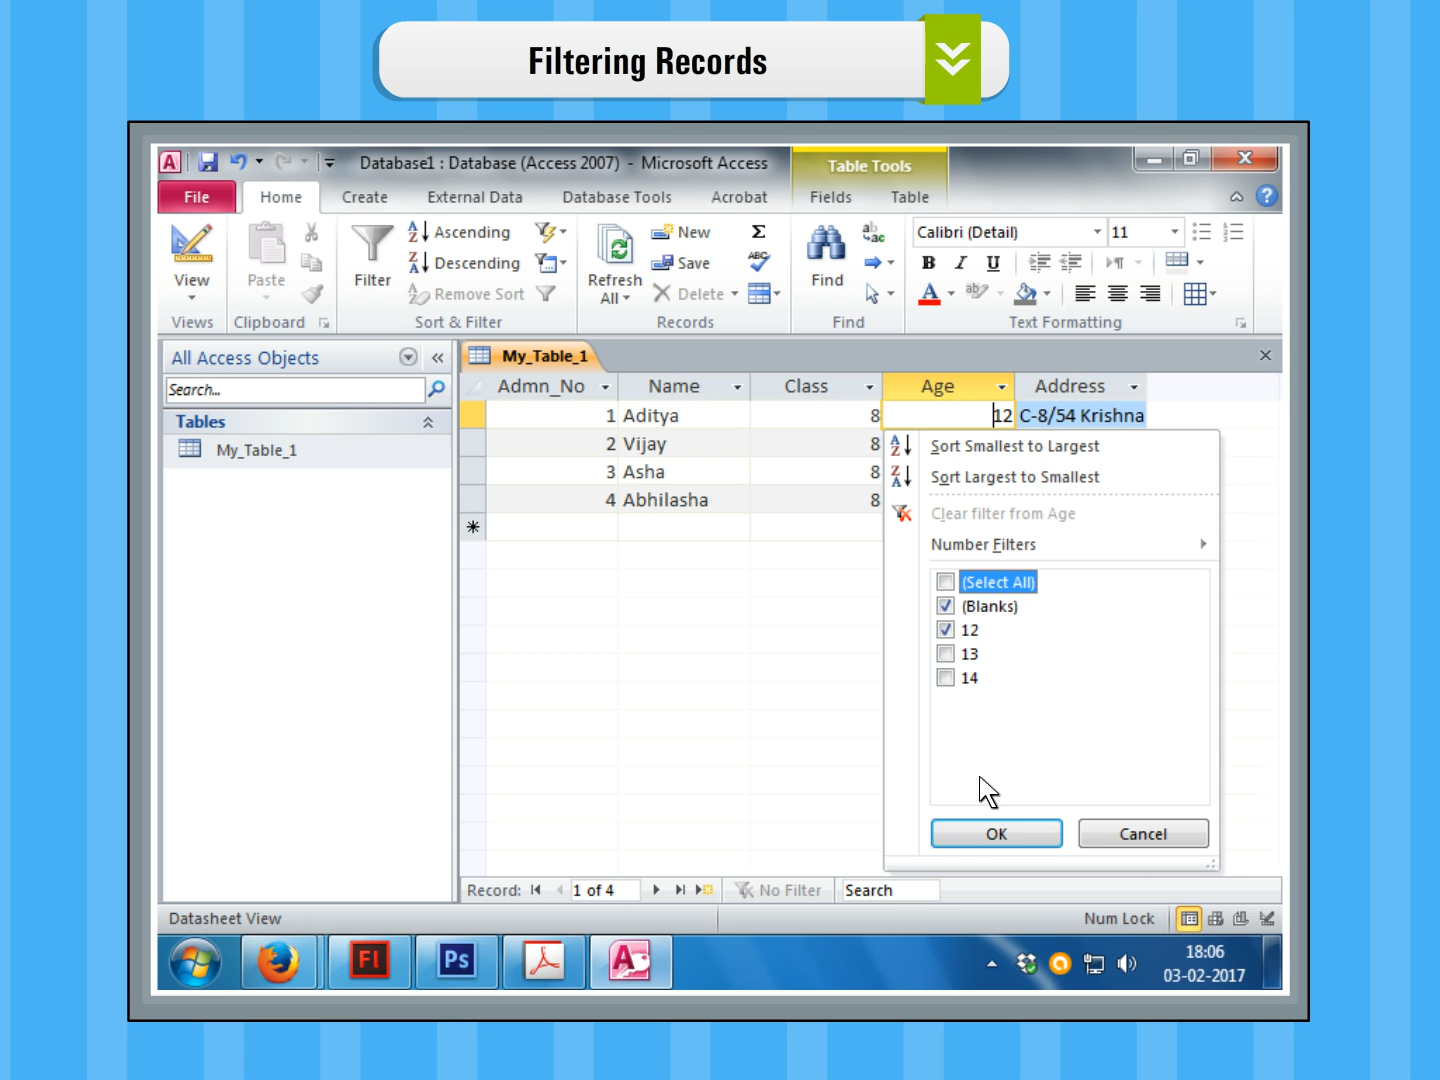 Filtering Records
Database1 : Database (Access 2007) - Microsoft Access
Table Tools
File Home Create External Data Database Tools Acrobat Fields Table
View
Views
Paste
Clipboard
Filter
Ascending
Descending
Remove Sort
Sort & Filter
Refresh All
New
Save
Delete
Records
Find
Find
Calibri (Detail) 11
B I U
Text Formatting
All Access Objects
Search...
Tables
My_Table_1
My_Table_1
Admn_No Name Class Age Address
1 Aditya 8 12 C-8/54 Krishna
2 Vijay 8
3 Asha 8
4 Abhilasha 8
Sort Smallest to Largest
Sort Largest to Smallest
Clear filter from Age
Number Filters
(Select All)
(Blanks)
12
13
14
OK Cancel
Record: 1 of 4 No Filter Search
Datasheet View Num Lock
Fl Ps A
18:06
03-02-2017